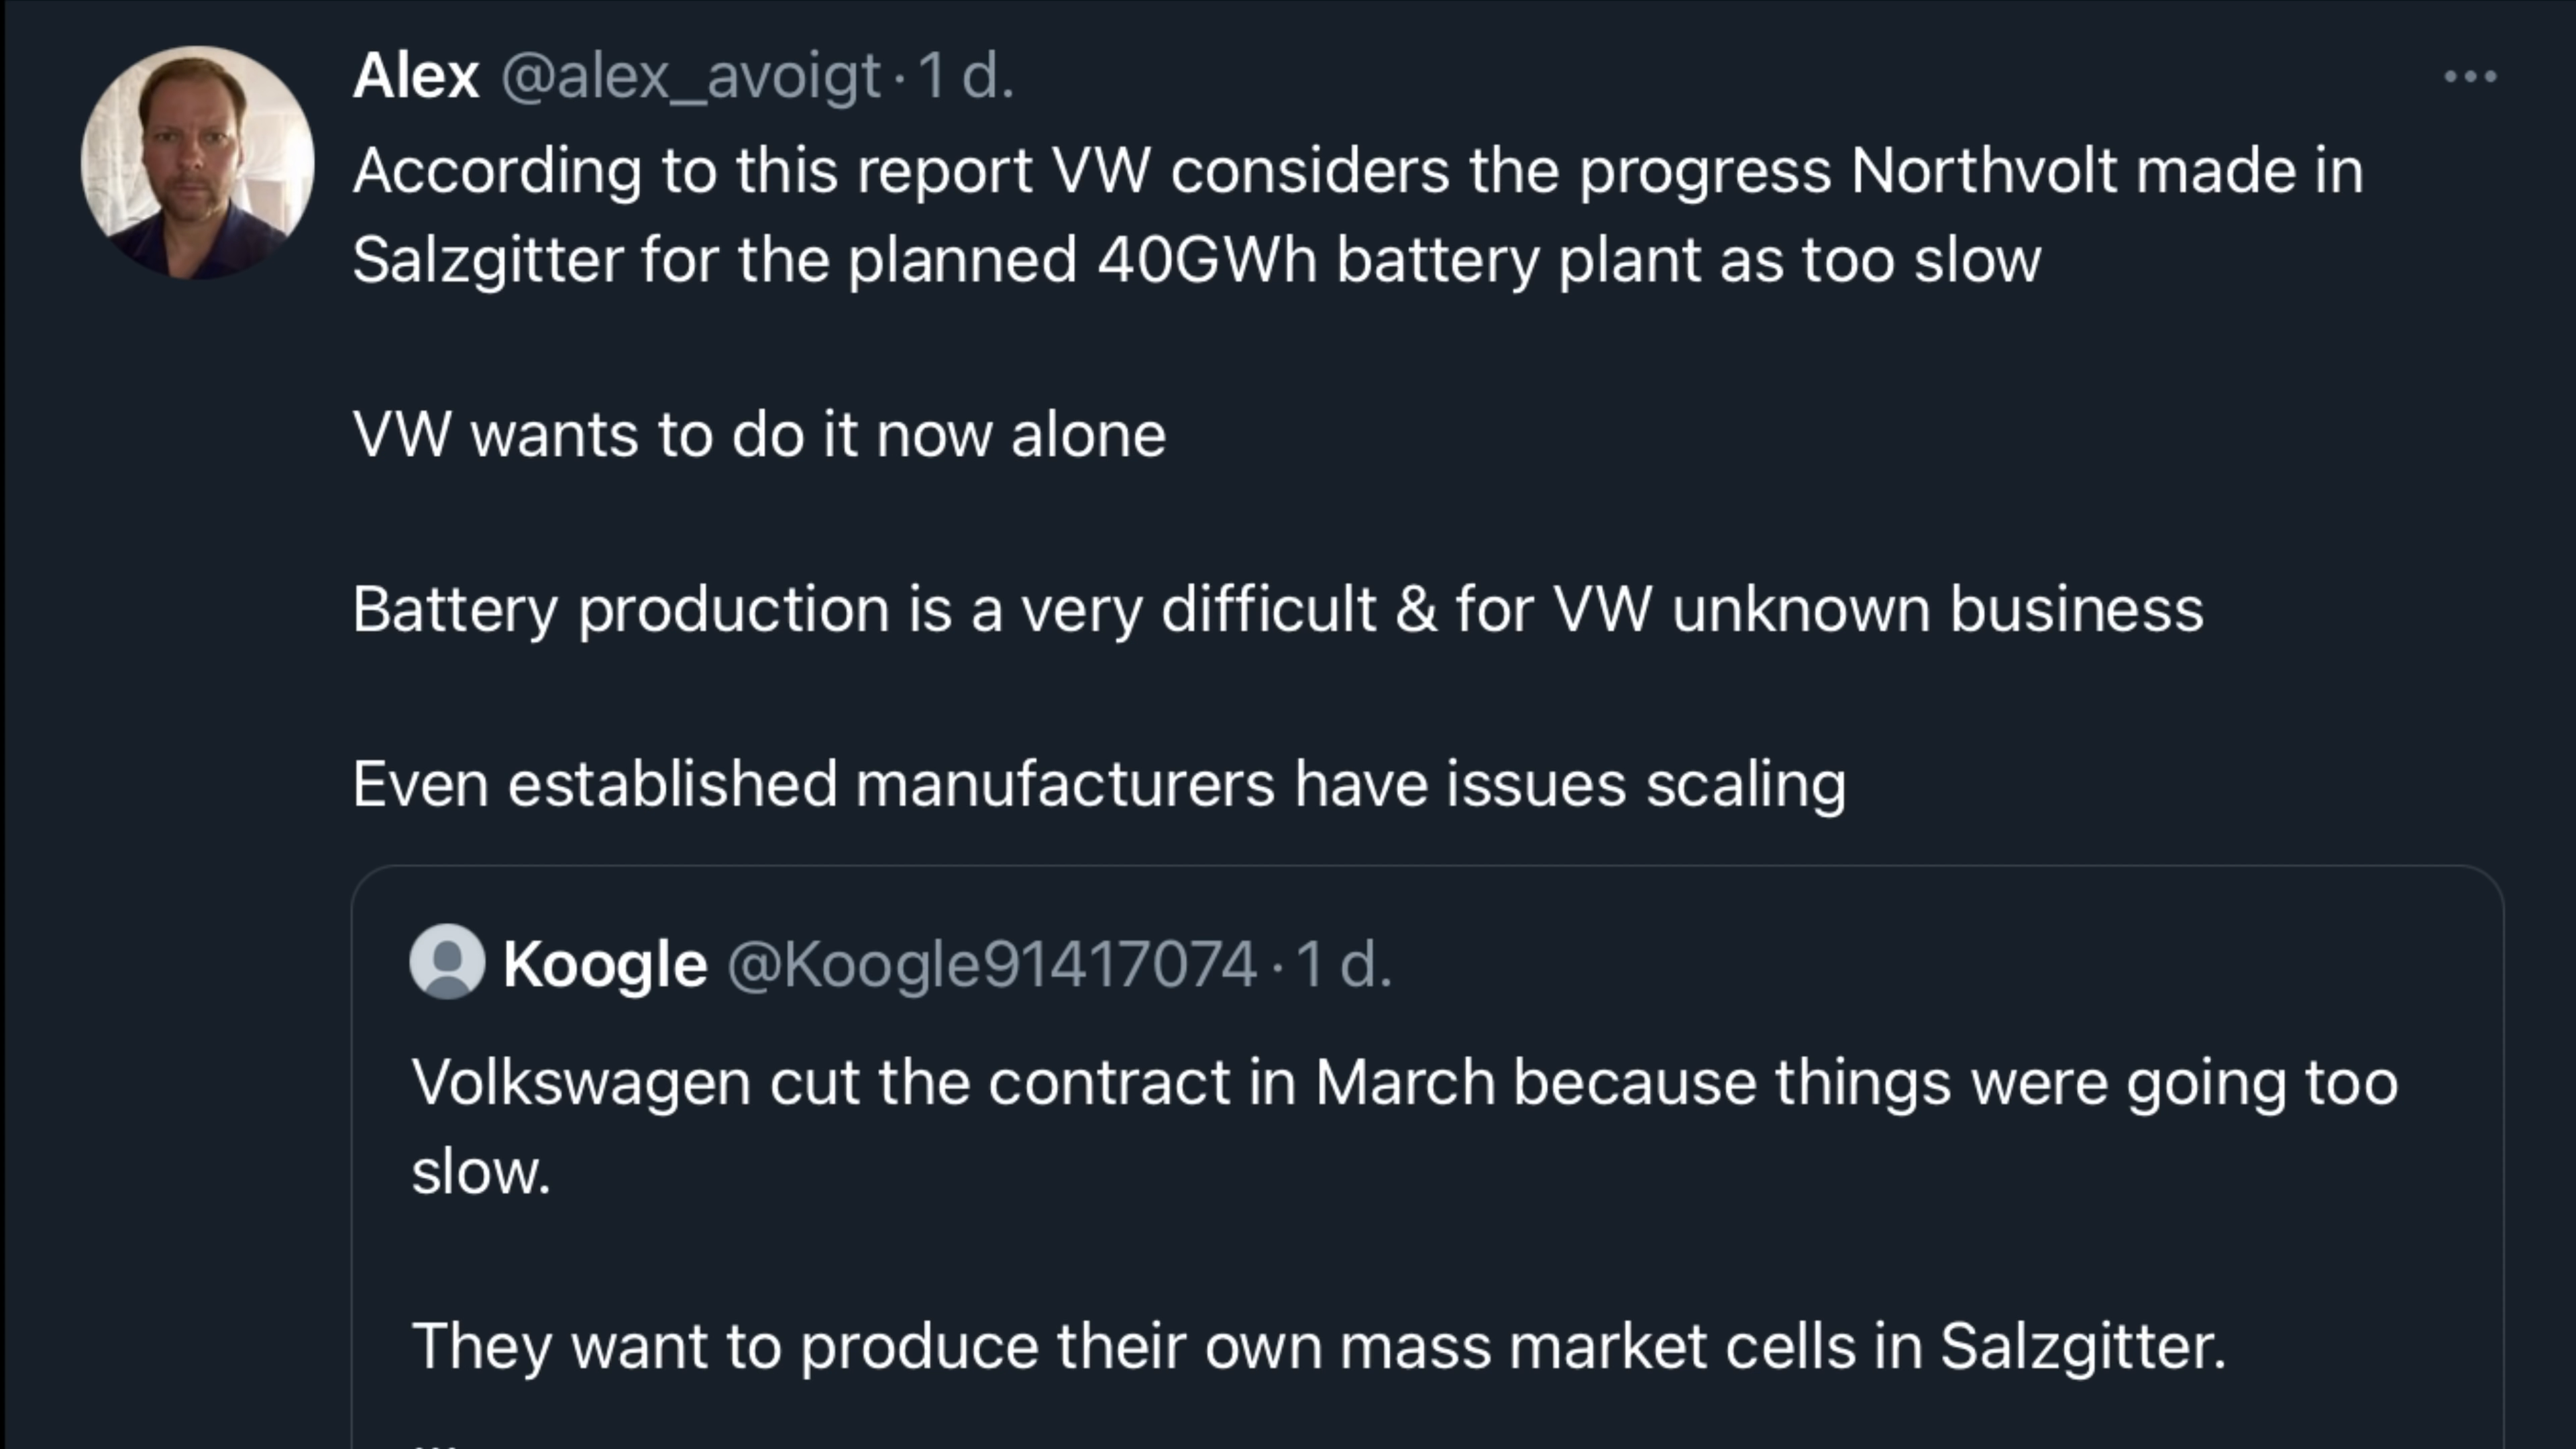 Alex @alex_avoigt · 1 d.
According to this report VW considers the progress Northvolt made in
Salzgitter for the planned 40GWh battery plant as too slow
VW wants to do it now alone
Battery production is a very difficult & for VW unknown business
Even established manufacturers have issues scaling
Koogle @Koogle91417074 · 1 d.
Volkswagen cut the contract in March because things were going too
slow.
They want to produce their own mass market cells in Salzgitter.
...